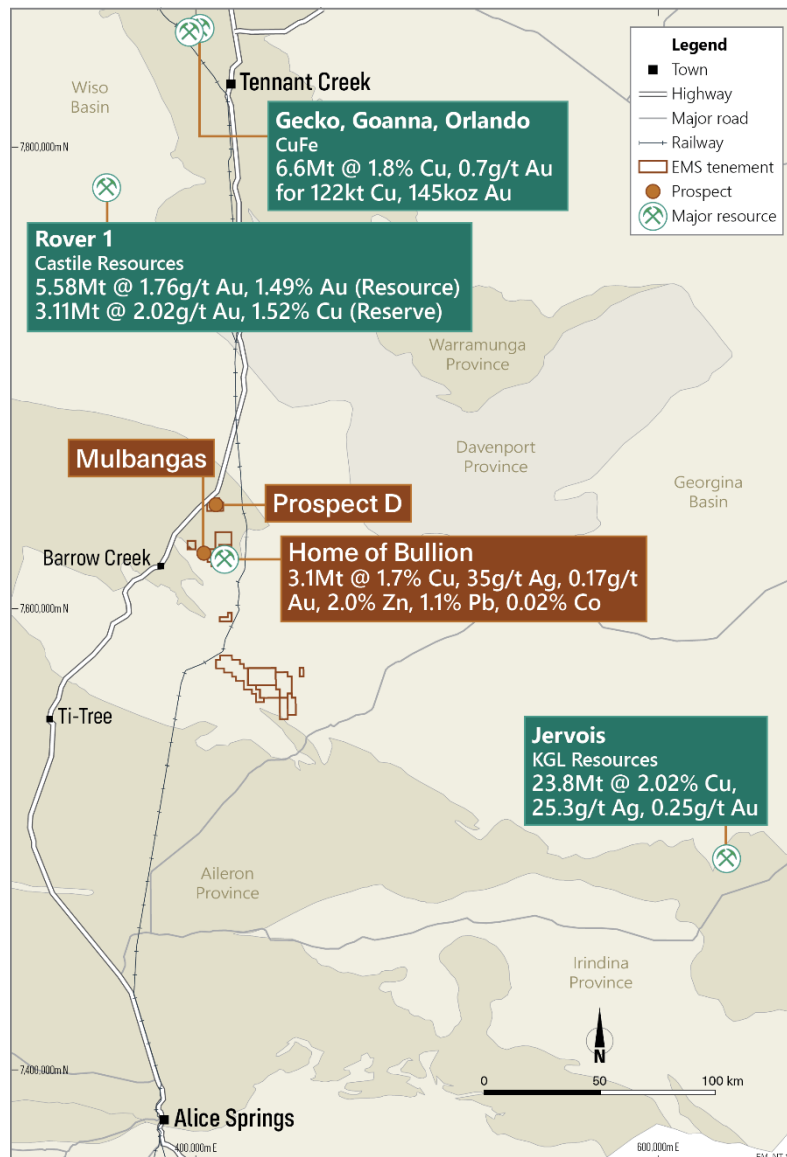 Legend
Town
Highway
Major road
Railway
EMS tenement
Prospect
Major resource
Wiso
Basin
Tennant Creek
Gecko, Goanna, Orlando
CuFe
6.6Mt @ 1.8% Cu, 0.7g/t Au
for 122kt Cu, 145koz Au
7,800,000m N
Rover 1
Castile Resources
5.58Mt @ 1.76g/t Au, 1.49% Au (Resource)
3.11Mt @ 2.02g/t Au, 1.52% Cu (Reserve)
Warramunga
Province
Davenport
Province
Georgina
Basin
Mulbangas
Prospect D
Barrow Creek
Home of Bullion
3.1Mt @ 1.7% Cu, 35g/t Ag, 0.17g/t
Au, 2.0% Zn, 1.1% Pb, 0.02% Co
7,600,000m N
Ti-Tree
Jervois
KGL Resources
23.8Mt @ 2.02% Cu,
25.3g/t Ag, 0.25g/t Au
Aileron
Province
Irindina
Province
N
0 50 100 km
7,400,000m N
Alice Springs
400,000m E
600,000m E